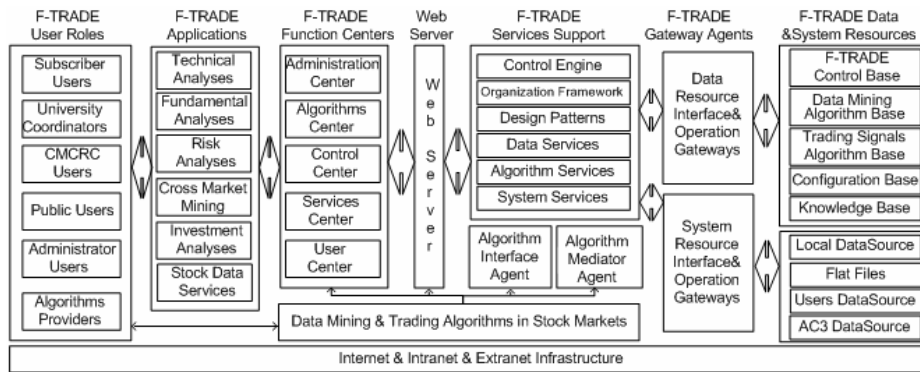 F-TRADE
User Roles
Subscriber
Users
University
Coordinators
CMCRC
Users
Public Users
Administrator
Users
Algorithms
Providers
F-TRADE
Applications
Technical
Analyses
Fundamental
Analyses
Risk
Analyses
Cross Market
Mining
Investment
Analyses
Stock Data
Services
F-TRADE
Function Centers
Administration
Center
Algorithms
Center
Control
Center
Services
Center
User
Center
Web
Server
Web Server
F-TRADE
Services Support
Control Engine
Organization Framework
Design Patterns
Data Services
Algorithm Services
System Services
Algorithm
Interface
Agent
Algorithm
Mediator
Agent
F-TRADE
Gateway Agents
Data
Resource
Interface&
Operation
Gateways
System
Resource
Interface&
Operation
Gateways
F-TRADE Data
&System Resources
F-TRADE
Control Base
Data Mining
Algorithm Base
Trading Signals
Algorithm Base
Configuration Base
Knowledge Base
Local DataSource
Flat Files
Users DataSource
AC3 DataSource
Data Mining & Trading Algorithms in Stock Markets
Internet & Intranet & Extranet Infrastructure